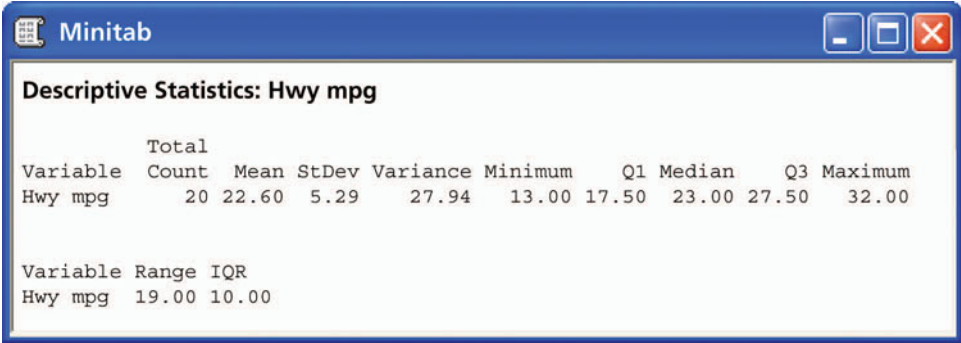 Minitab
Descriptive Statistics: Hwy mpg
Total
Variable Count Mean StDev Variance Minimum Q1 Median Q3 Maximum
Hwy mpg 20 22.60 5.29 27.94 13.00 17.50 23.00 27.50 32.00
Variable Range IQR
Hwy mpg 19.00 10.00